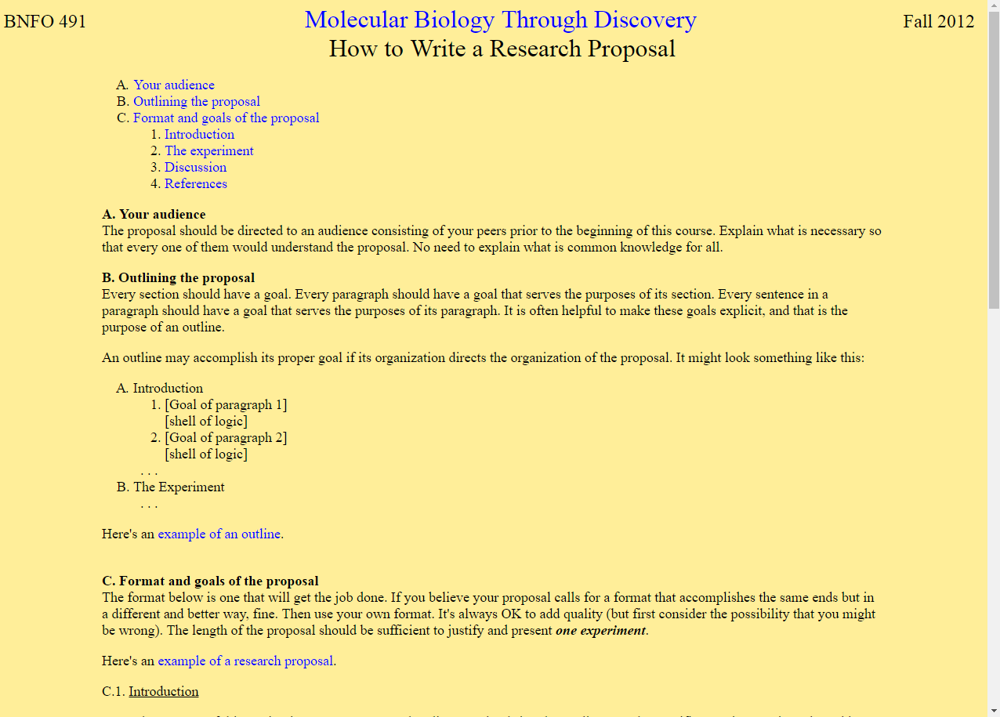 BNFO 491
Molecular Biology Through Discovery
Fall 2012
How to Write a Research Proposal
A. Your audience
B. Outlining the proposal
C. Format and goals of the proposal
1. Introduction
2. The experiment
3. Discussion
4. References
A. Your audience
The proposal should be directed to an audience consisting of your peers prior to the beginning of this course. Explain what is necessary so
that every one of them would understand the proposal. No need to explain what is common knowledge for all.
B. Outlining the proposal
Every section should have a goal. Every paragraph should have a goal that serves the purposes of its section. Every sentence in a
paragraph should have a goal that serves the purposes of its paragraph. It is often helpful to make these goals explicit, and that is the
purpose of an outline.
An outline may accomplish its proper goal if its organization directs the organization of the proposal. It might look something like this:
A. Introduction
1. [Goal of paragraph 1]
[shell of logic]
2. [Goal of paragraph 2]
[shell of logic]
. . .
B. The Experiment
. . .
Here's an example of an outline.
C. Format and goals of the proposal
The format below is one that will get the job done. If you believe your proposal calls for a format that accomplishes the same ends but in
a different and better way, fine. Then use your own format. It's always OK to add quality (but first consider the possibility that you might
be wrong). The length of the proposal should be sufficient to justify and present one experiment.
Here's an example of a research proposal.
C.1. Introduction